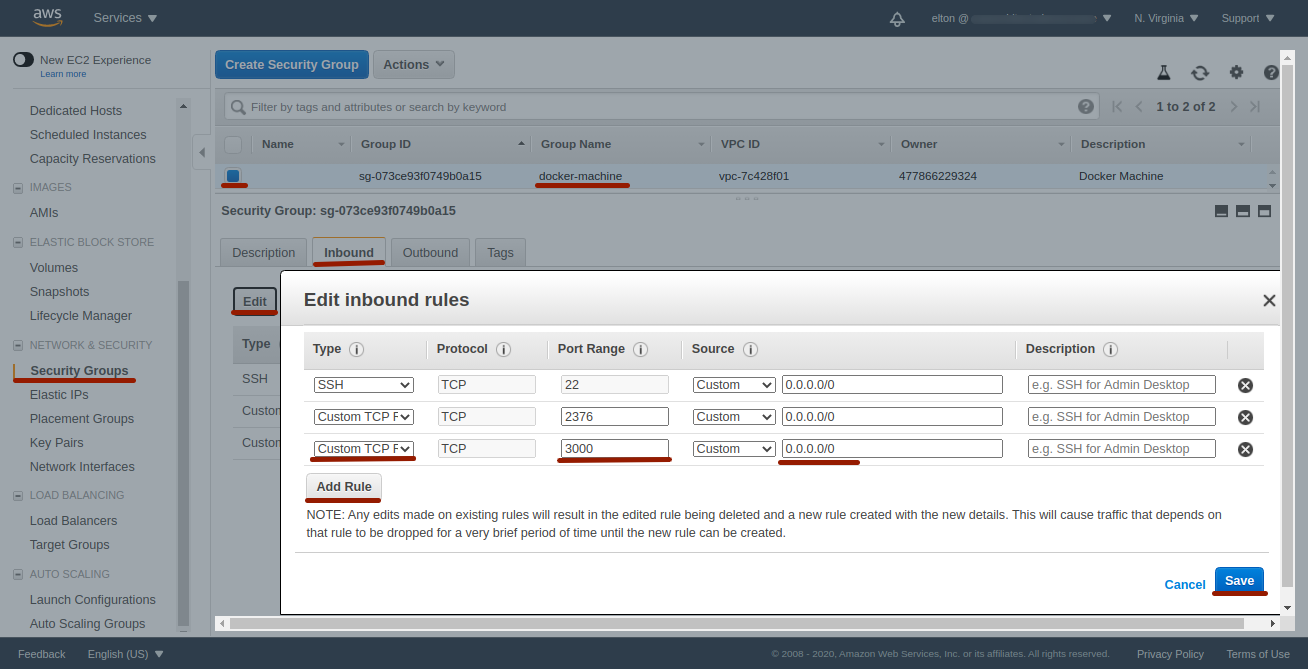 aws Services elton @ N. Virginia Support
New EC2 Experience
Learn more
Dedicated Hosts
Scheduled Instances
Capacity Reservations
IMAGES
AMIs
ELASTIC BLOCK STORE
Volumes
Snapshots
Lifecycle Manager
NETWORK & SECURITY
Security Groups
Elastic IPs
Placement Groups
Key Pairs
Network Interfaces
LOAD BALANCING
Load Balancers
Target Groups
AUTO SCALING
Launch Configurations
Auto Scaling Groups
Create Security Group Actions
Filter by tags and attributes or search by keyword 1 to 2 of 2
Name Group ID Group Name VPC ID Owner Description
sg-073ce93f0749b0a15 docker-machine vpc-7c428f01 477866229324 Docker Machine
Security Group: sg-073ce93f0749b0a15
Description Inbound Outbound Tags
Edit
Type
SSH
Custom
Custom
Edit inbound rules
Type Protocol Port Range Source Description
SSH TCP 22 Custom 0.0.0.0/0 e.g. SSH for Admin Desktop
Custom TCP TCP 2376 Custom 0.0.0.0/0 e.g. SSH for Admin Desktop
Custom TCP TCP 3000 Custom 0.0.0.0/0 e.g. SSH for Admin Desktop
Add Rule
NOTE: Any edits made on existing rules will result in the edited rule being deleted and a new rule created with the new details. This will cause traffic that depends on
that rule to be dropped for a very brief period of time until the new rule can be created.
Cancel Save
Feedback English (US) © 2008 - 2020, Amazon Web Services, Inc. or its affiliates. All rights reserved. Privacy Policy Terms of Use